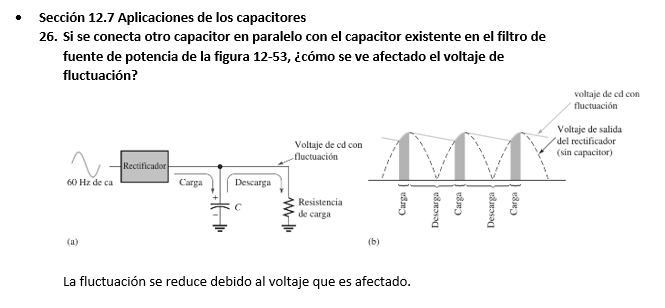 • Sección 12.7 Aplicaciones de los capacitores
26. Si se conecta otro capacitor en paralelo con el capacitor existente en el filtro de
fuente de potencia de la figura 12-53, ¿cómo se ve afectado el voltaje de
fluctuación?
voltaje de cd con
fluctuación
Voltaje de salida
del rectificador
(sin capacitor)
Voltaje de cd con
fluctuación
Rectificador
60 Hz de ca
Carga
Descarga
+
C
−
Resistencia
de carga
Carga
Descarga
Carga
Descarga
Carga
(a)
(b)
La fluctuación se reduce debido al voltaje que es afectado.